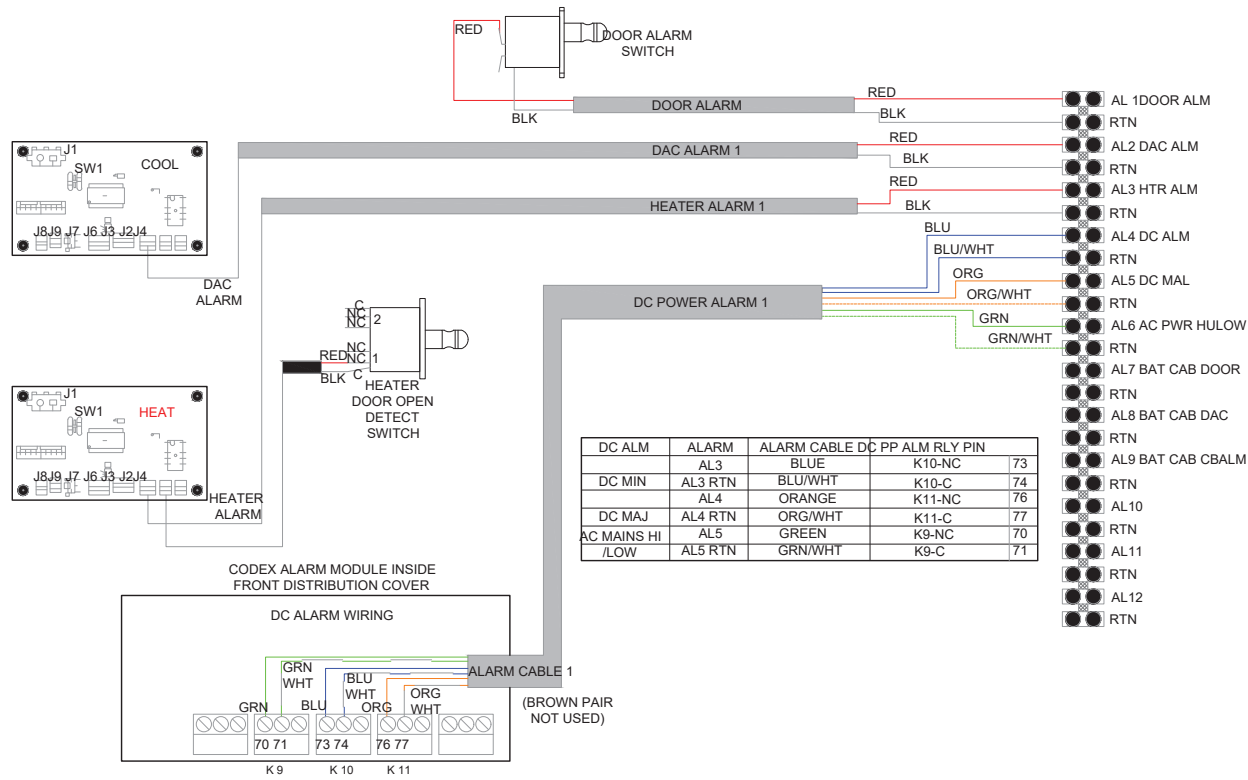 RED
DOOR ALARM
SWITCH
BLK
DOOR ALARM
RED
BLK
DAC ALARM 1
RED
BLK
HEATER ALARM 1
RED
BLK
J1
SW1
COOL
J8J9 J7 J6 J3 J2J4
DAC
ALARM
DC POWER ALARM 1
BLU
BLU/WHT
ORG
ORG/WHT
GRN
GRN/WHT
AL 1DOOR ALM
RTN
AL2 DAC ALM
RTN
AL3 HTR ALM
RTN
AL4 DC ALM
RTN
AL5 DC MAL
RTN
AL6 AC PWR HULOW
RTN
AL7 BAT CAB DOOR
RTN
AL8 BAT CAB DAC
RTN
AL9 BAT CAB CBALM
RTN
AL10
RTN
AL11
RTN
AL12
RTN
C
NC
NC
2
NC
RED NC 1
BLK C
HEATER
DOOR OPEN
DETECT
SWITCH
J1
SW1
HEAT
J8J9 J7 J6 J3 J2J4
HEATER
ALARM
DC ALM ALARM ALARM CABLE DC PP ALM RLY PIN
AL3 BLUE K10-NC 73
DC MIN AL3 RTN BLU/WHT K10-C 74
AL4 ORANGE K11-NC 76
DC MAJ AL4 RTN ORG/WHT K11-C 77
AC MAINS HI AL5 GREEN K9-NC 70
/LOW AL5 RTN GRN/WHT K9-C 71
CODEX ALARM MODULE INSIDE
FRONT DISTRIBUTION COVER
DC ALARM WIRING
ALARM CABLE 1
(BROWN PAIR
NOT USED)
GRN
WHT
BLU
WHT
ORG
WHT
GRN
BLU
ORG
70 71
73 74
76 77
K 9
K 10
K 11